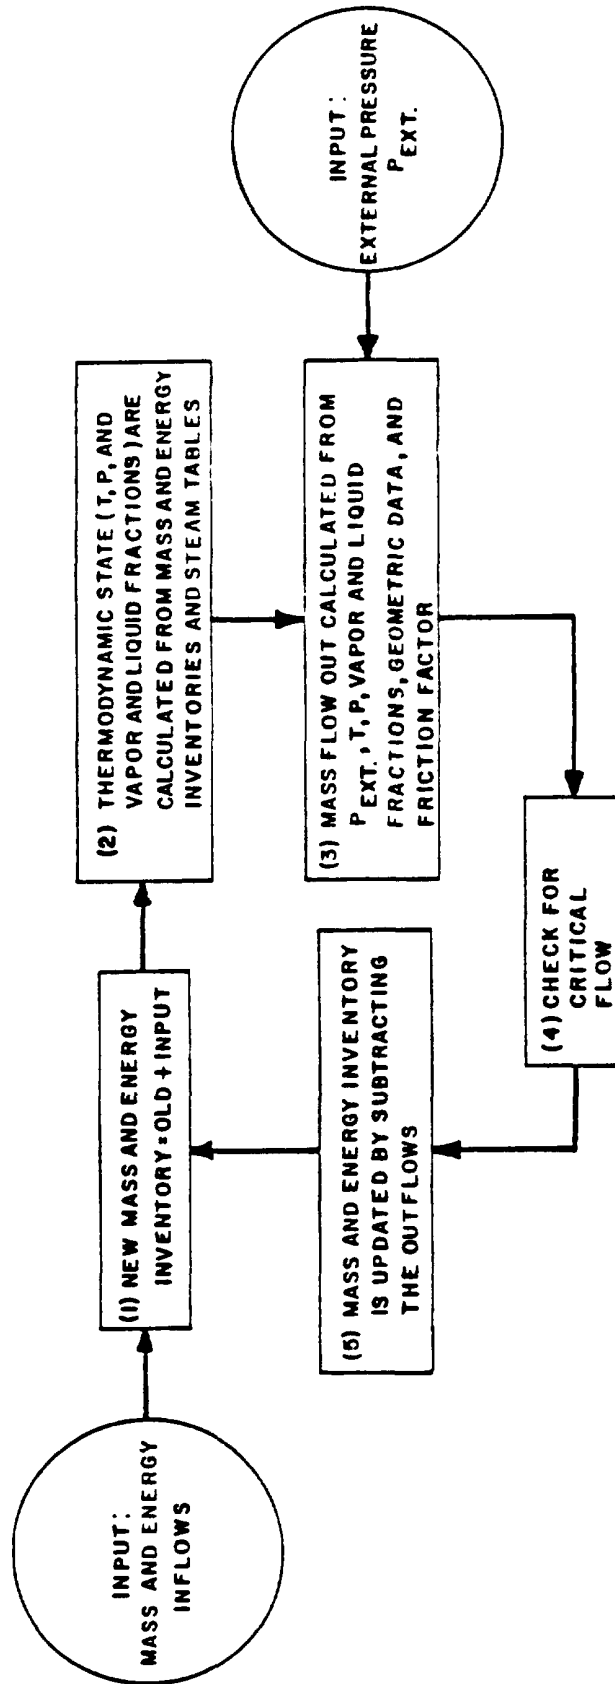 INPUT:
MASS AND ENERGY
INFLOWS
(1) NEW MASS AND ENERGY
INVENTORY=OLD + INPUT
(2) THERMODYNAMIC STATE (T, P, AND
VAPOR AND LIQUID FRACTIONS) ARE
CALCULATED FROM MASS AND ENERGY
INVENTORIES AND STEAM TABLES
(3) MASS FLOW OUT CALCULATED FROM
P EXT. , T, P, VAPOR AND LIQUID
FRACTIONS, GEOMETRIC DATA, AND
FRICTION FACTOR
INPUT:
EXTERNAL PRESSURE
P EXT.
(4) CHECK FOR
CRITICAL
FLOW
(5) MASS AND ENERGY INVENTORY
IS UPDATED BY SUBTRACTING
THE OUTFLOWS